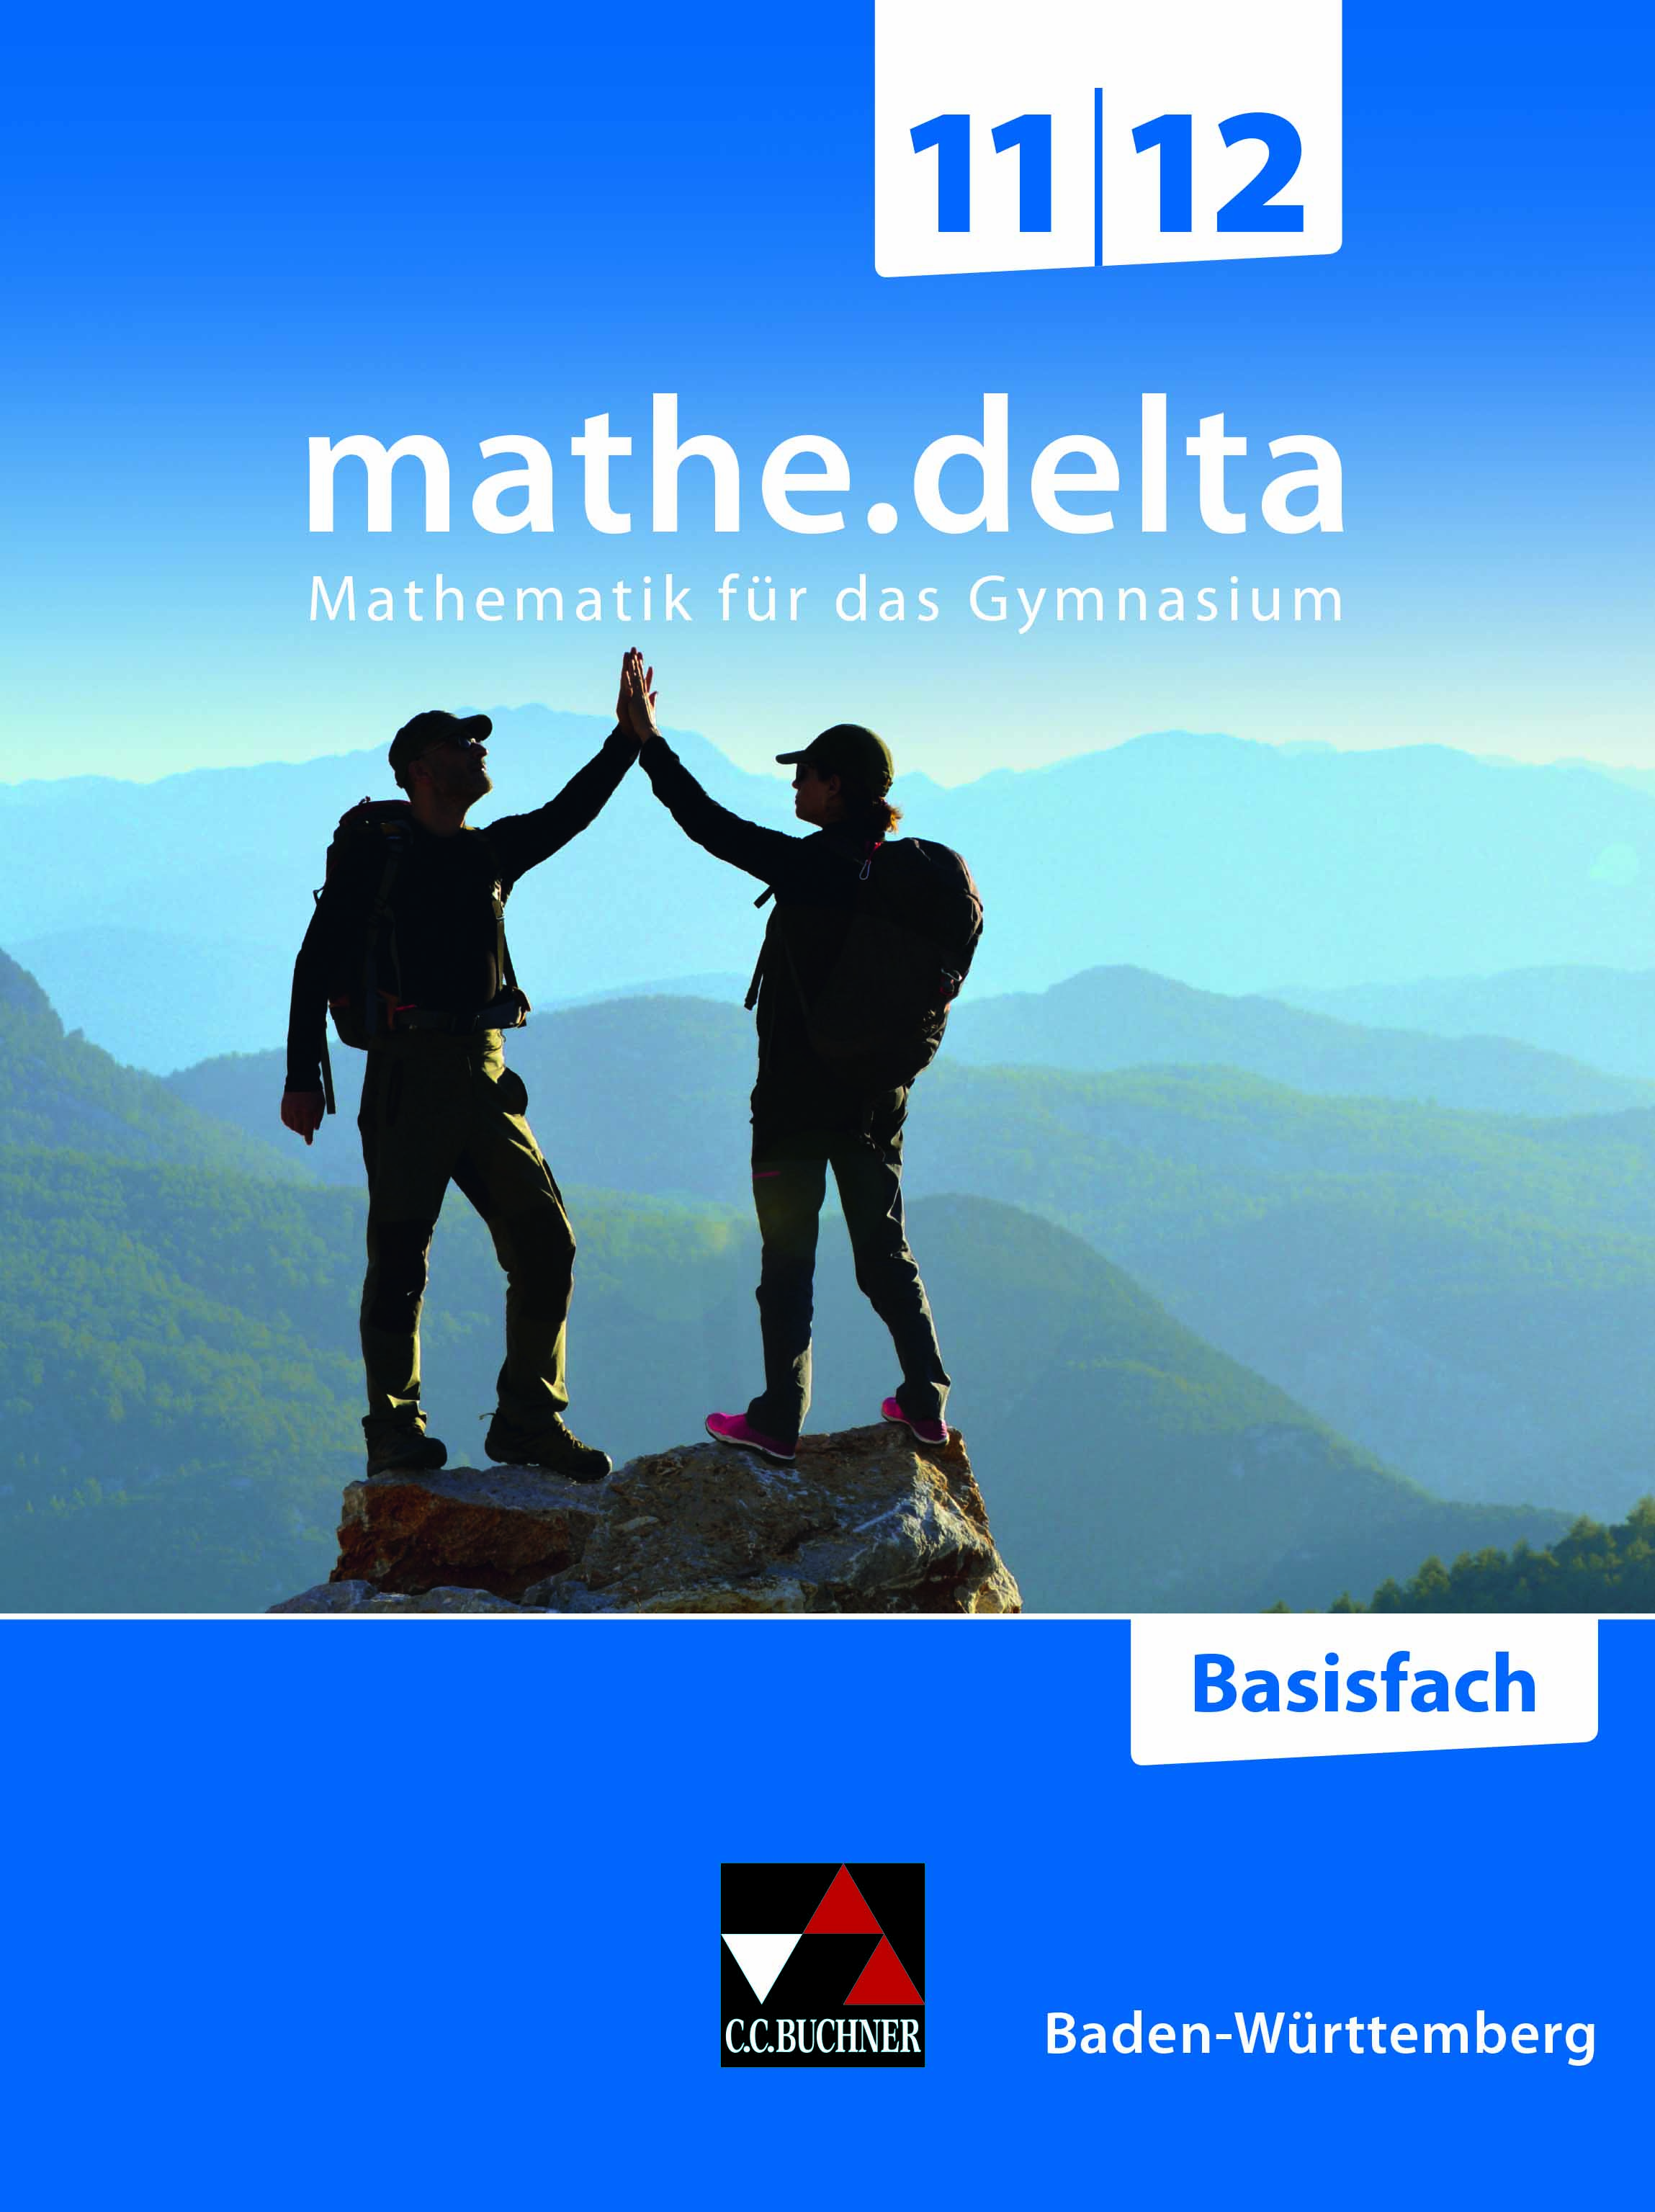 11|12
mathe.delta
Mathematik für das Gymnasium
Basisfach
C.C.BUCHNER
Baden-Württemberg